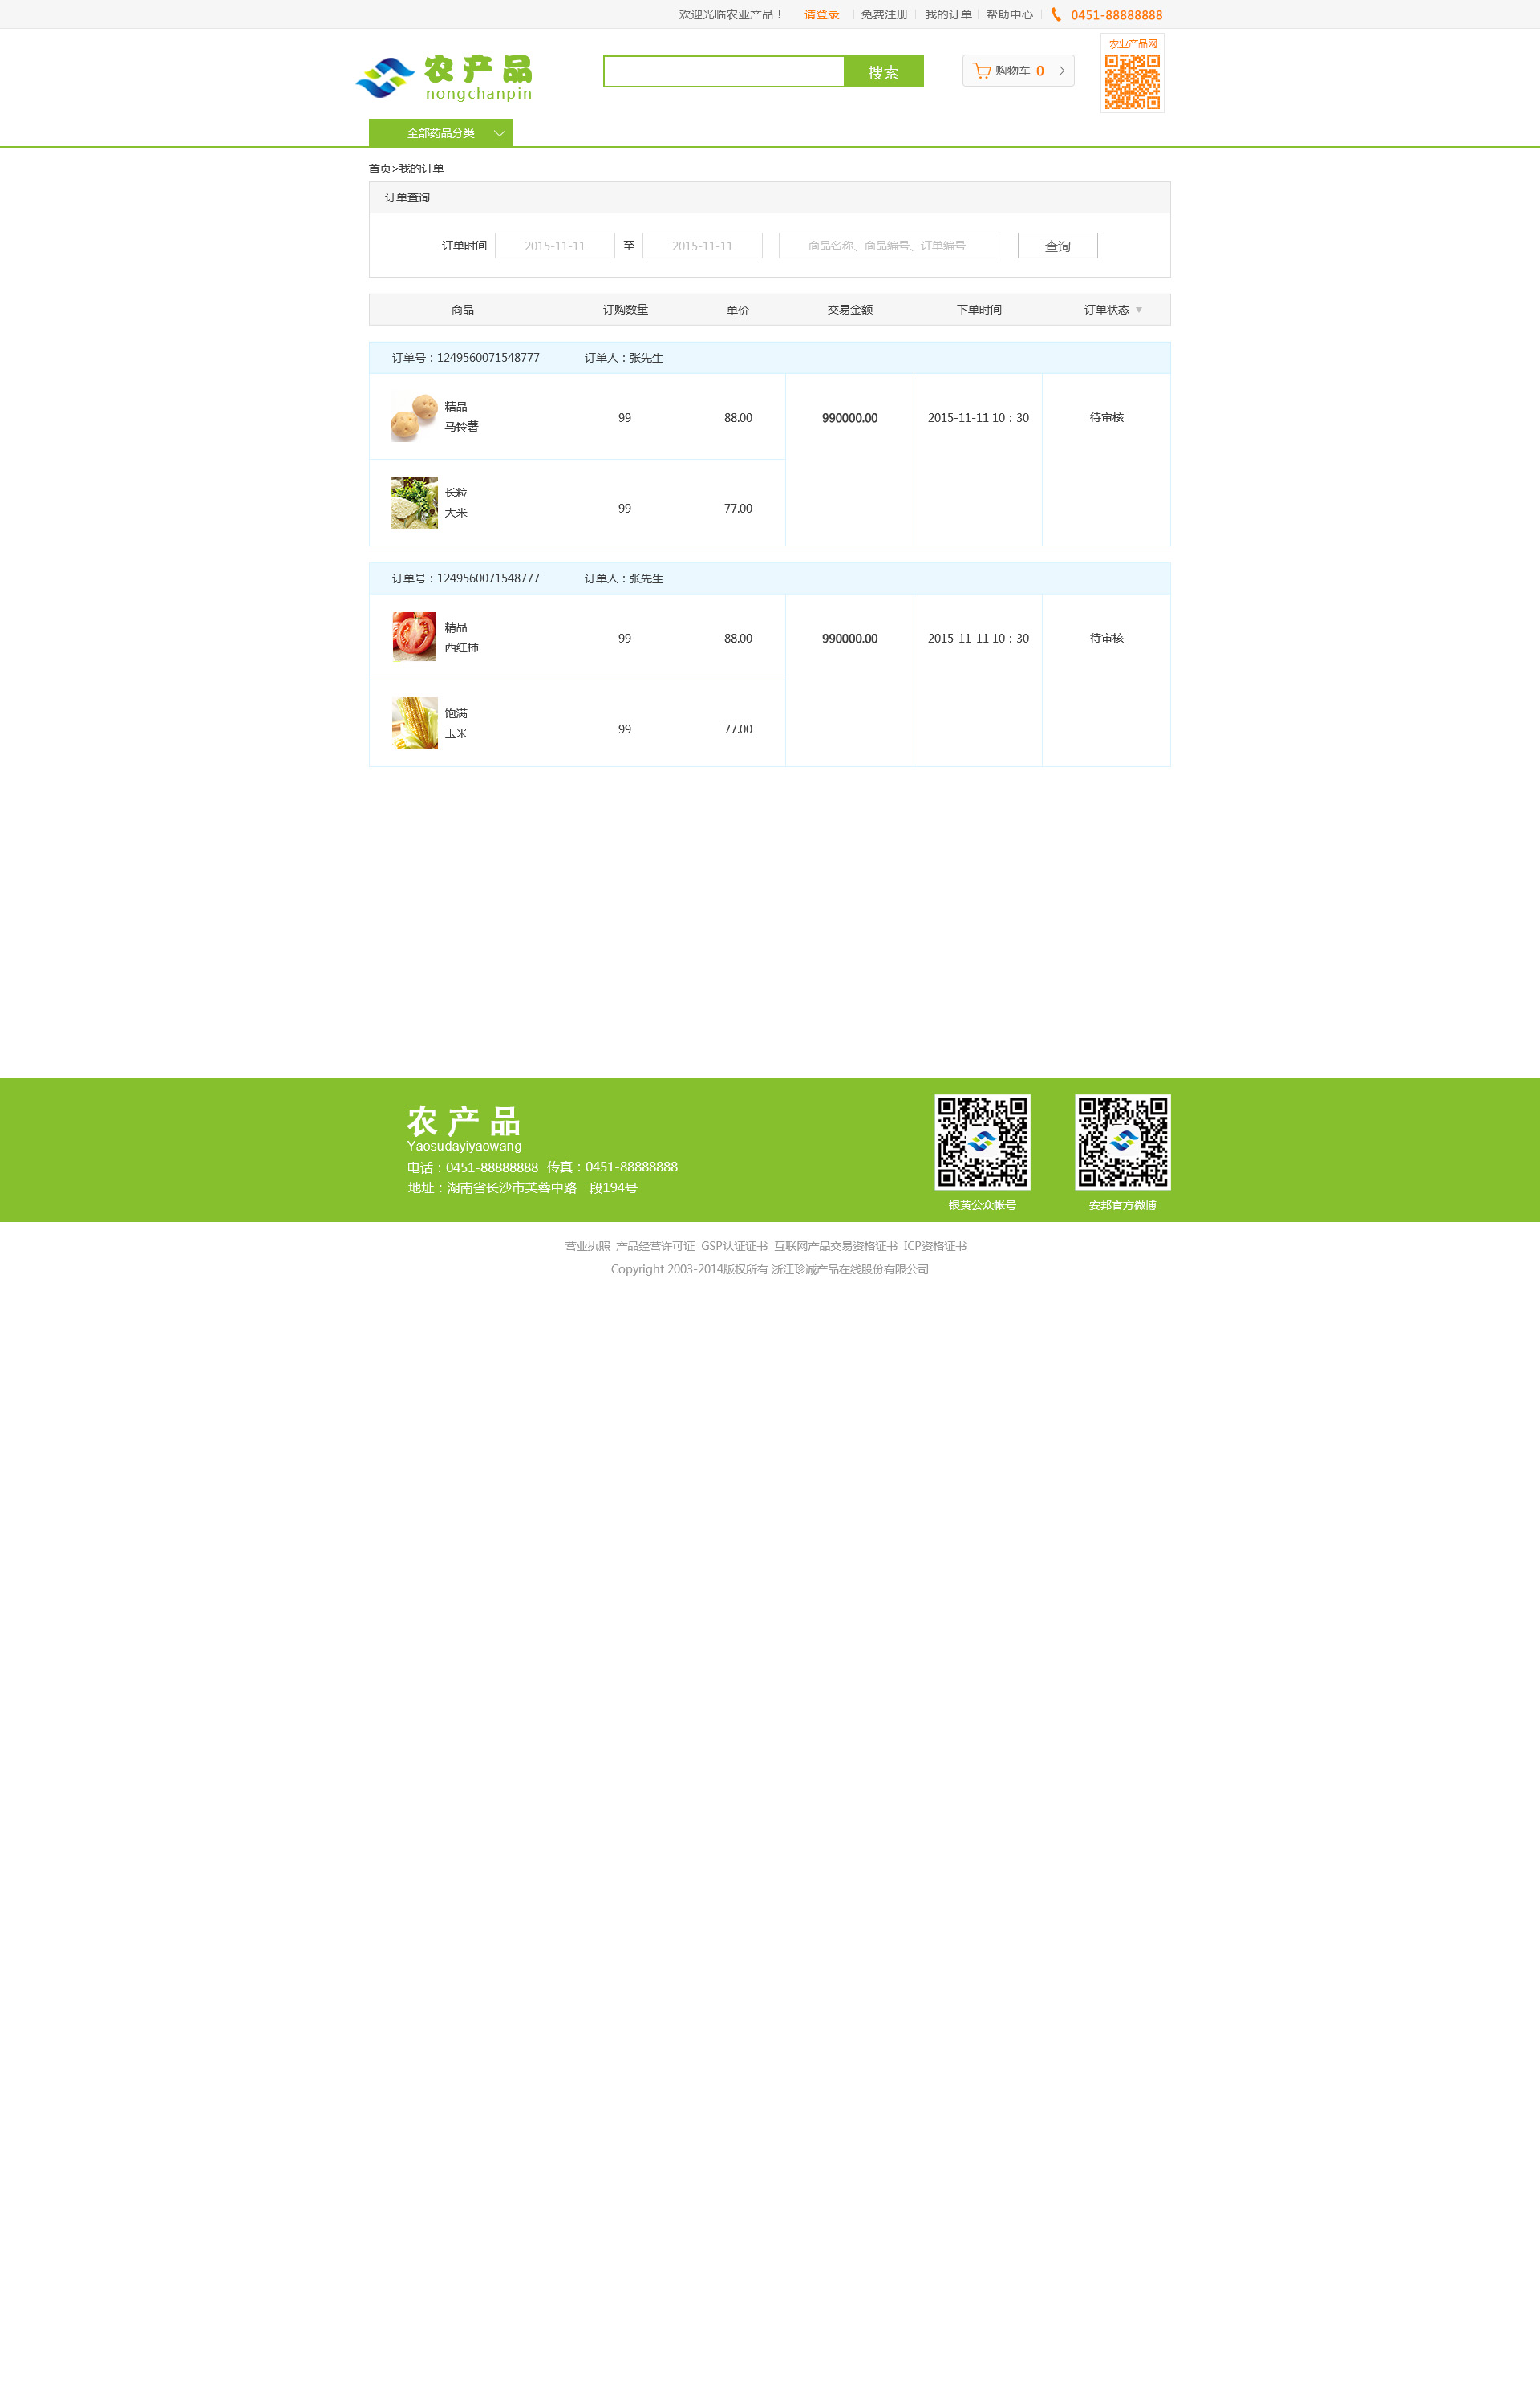 欢迎光临农业产品！ 请登录 免费注册 我的订单 帮助中心 0451-88888888
农业产品网
农产品
nongchanpin
搜索
购物车 0
全部药品分类
首页>我的订单
订单查询
订单时间 2015-11-11 至 2015-11-11 商品名称、商品编号、订单编号 查询
商品 订购数量 单价 交易金额 下单时间 订单状态
订单号：1249560071548777 订单人：张先生
精品
马铃薯
99 88.00 990000.00 2015-11-11 10：30 待审核
长粒
大米
99 77.00
订单号：1249560071548777 订单人：张先生
精品
西红柿
99 88.00 990000.00 2015-11-11 10：30 待审核
饱满
玉米
99 77.00
农产品
Yaosudayiyaowang
电话：0451-88888888 传真：0451-88888888
地址：湖南省长沙市芙蓉中路一段194号
银黄公众帐号 安邦官方微博
营业执照 产品经营许可证 GSP认证证书 互联网产品交易资格证书 ICP资格证书
Copyright 2003-2014版权所有 浙江珍诚产品在线股份有限公司